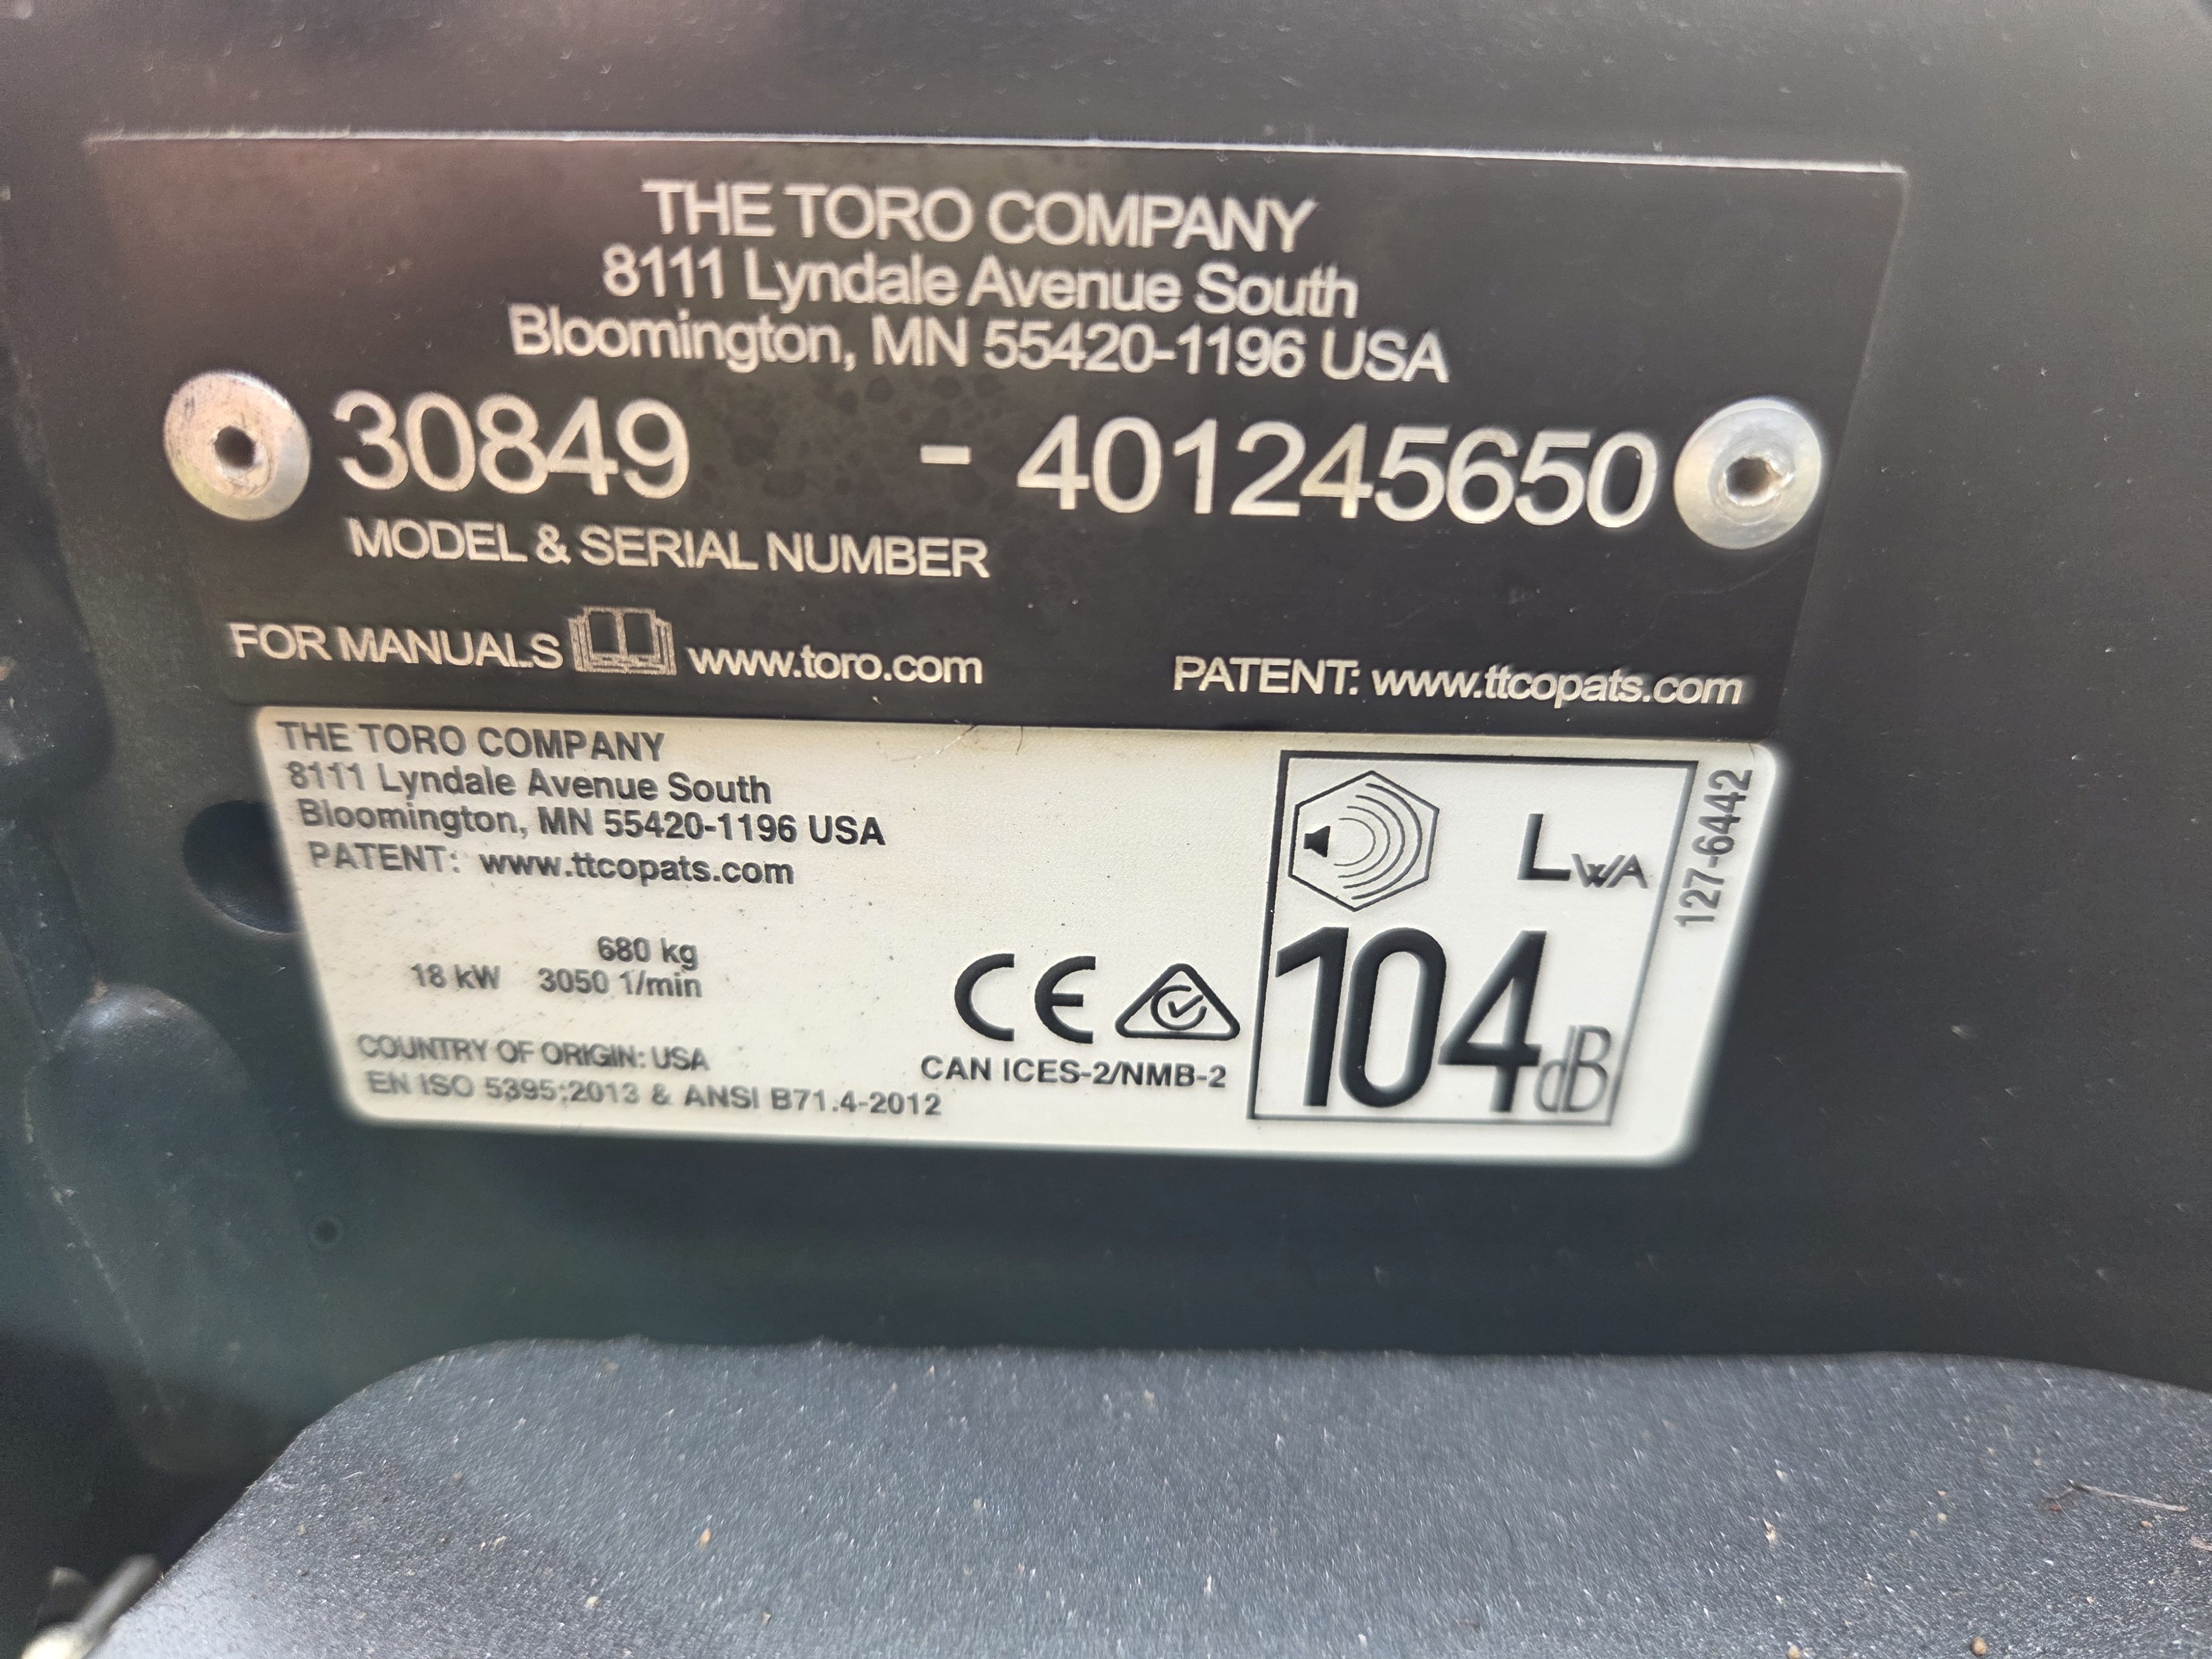 THE TORO COMPANY
8111 Lyndale Avenue South
Bloomington, MN 55420-1196 USA
30849 - 401245650
MODEL & SERIAL NUMBER
FOR MANUALS www.toro.com
PATENT: www.ttcopats.com
THE TORO COMPANY
8111 Lyndale Avenue South
Bloomington, MN 55420-1196 USA
PATENT: www.ttcopats.com
680 kg
18 kW 3050 1/min
COUNTRY OF ORIGIN: USA
EN ISO 5395:2013 & ANSI B71.4-2012
CE
CAN ICES-2/NMB-2
LWA
104 dB
127-6442